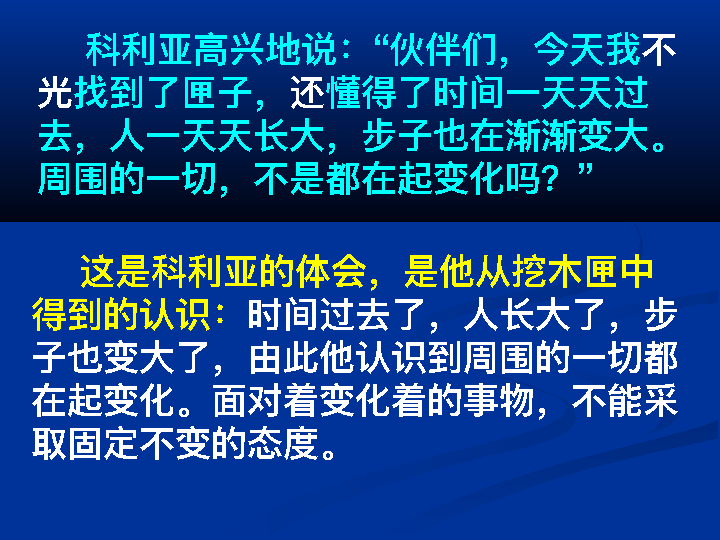 科利亚高兴地说：“伙伴们，今天我不
光找到了匣子，还懂得了时间一天天过
去，人一天天长大，步子也在渐渐变大。
周围的一切，不是都在起变化吗？”
这是科利亚的体会，是他从挖木匣中
得到的认识：时间过去了，人长大了，步
子也变大了，由此他认识到周围的一切都
在起变化。面对着变化着的事物，不能采
取固定不变的态度。